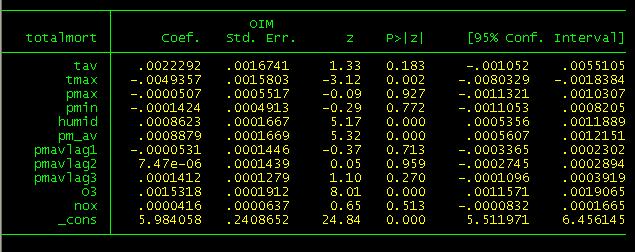 OIM
totalmort Coef. Std. Err. z P>|z| [95% Conf. Interval]
tav .0022292 .0016741 1.33 0.183 -.001052 .0055105
tmax -.0049357 .0015803 -3.12 0.002 -.0080329 -.0018384
pmax -.0000507 .0005517 -0.09 0.927 -.0011321 .0010307
pmin -.0001424 .0004913 -0.29 0.772 -.0011053 .0008205
humid .0008623 .0001667 5.17 0.000 .0005356 .0011889
pm_av .0008879 .0001669 5.32 0.000 .0005607 .0012151
pmavlag1 -.0000531 .0001446 -0.37 0.713 -.0003365 .0002302
pmavlag2 7.47e-06 .0001439 0.05 0.959 -.0002745 .0002894
pmavlag3 .0001412 .0001279 1.10 0.270 -.0001096 .0003919
o3 .0015318 .0001912 8.01 0.000 .0011571 .0019065
nox .0000416 .0000637 0.65 0.513 -.0000832 .0001665
_cons 5.984058 .2408652 24.84 0.000 5.511971 6.456145